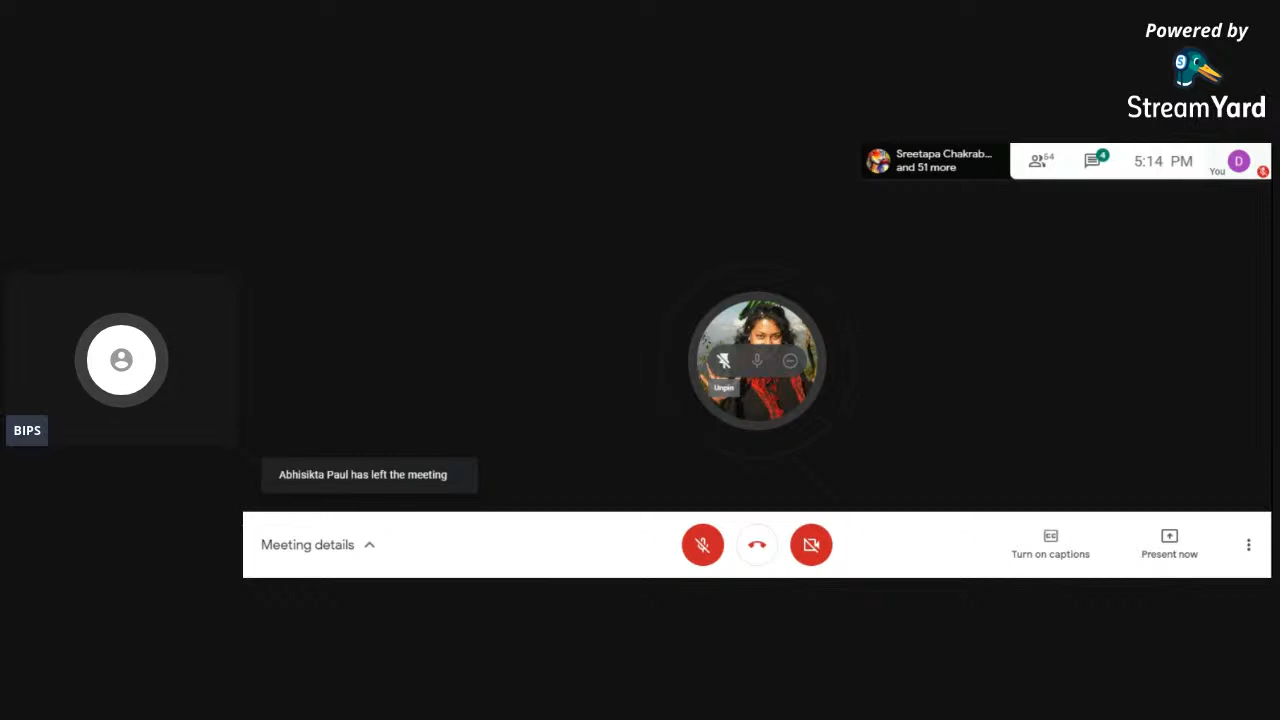 Powered by
StreamYard
Sreetapa Chakrab...
and 51 more
54
4
5:14 PM
You
D
Unpin
BIPS
Abhisikta Paul has left the meeting
Meeting details
CC
Turn on captions
Present now